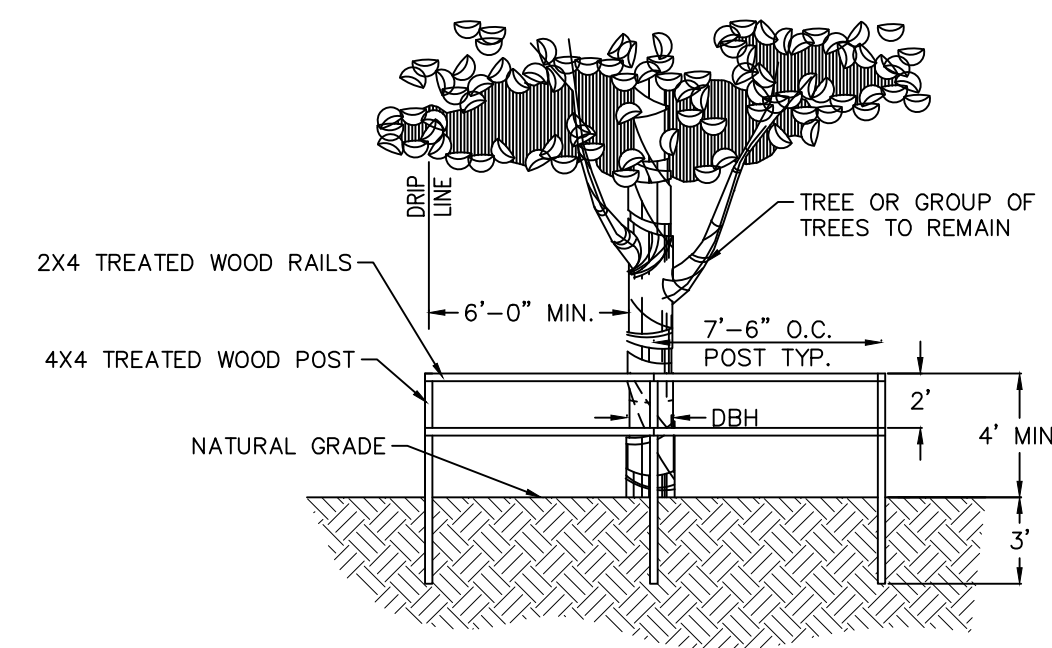 DRIP
LINE
TREE OR GROUP OF
TREES TO REMAIN
2X4 TREATED WOOD RAILS
6'-0" MIN.
7'-6" O.C.
POST TYP.
4X4 TREATED WOOD POST
2'
DBH
4' MIN
NATURAL GRADE
3'